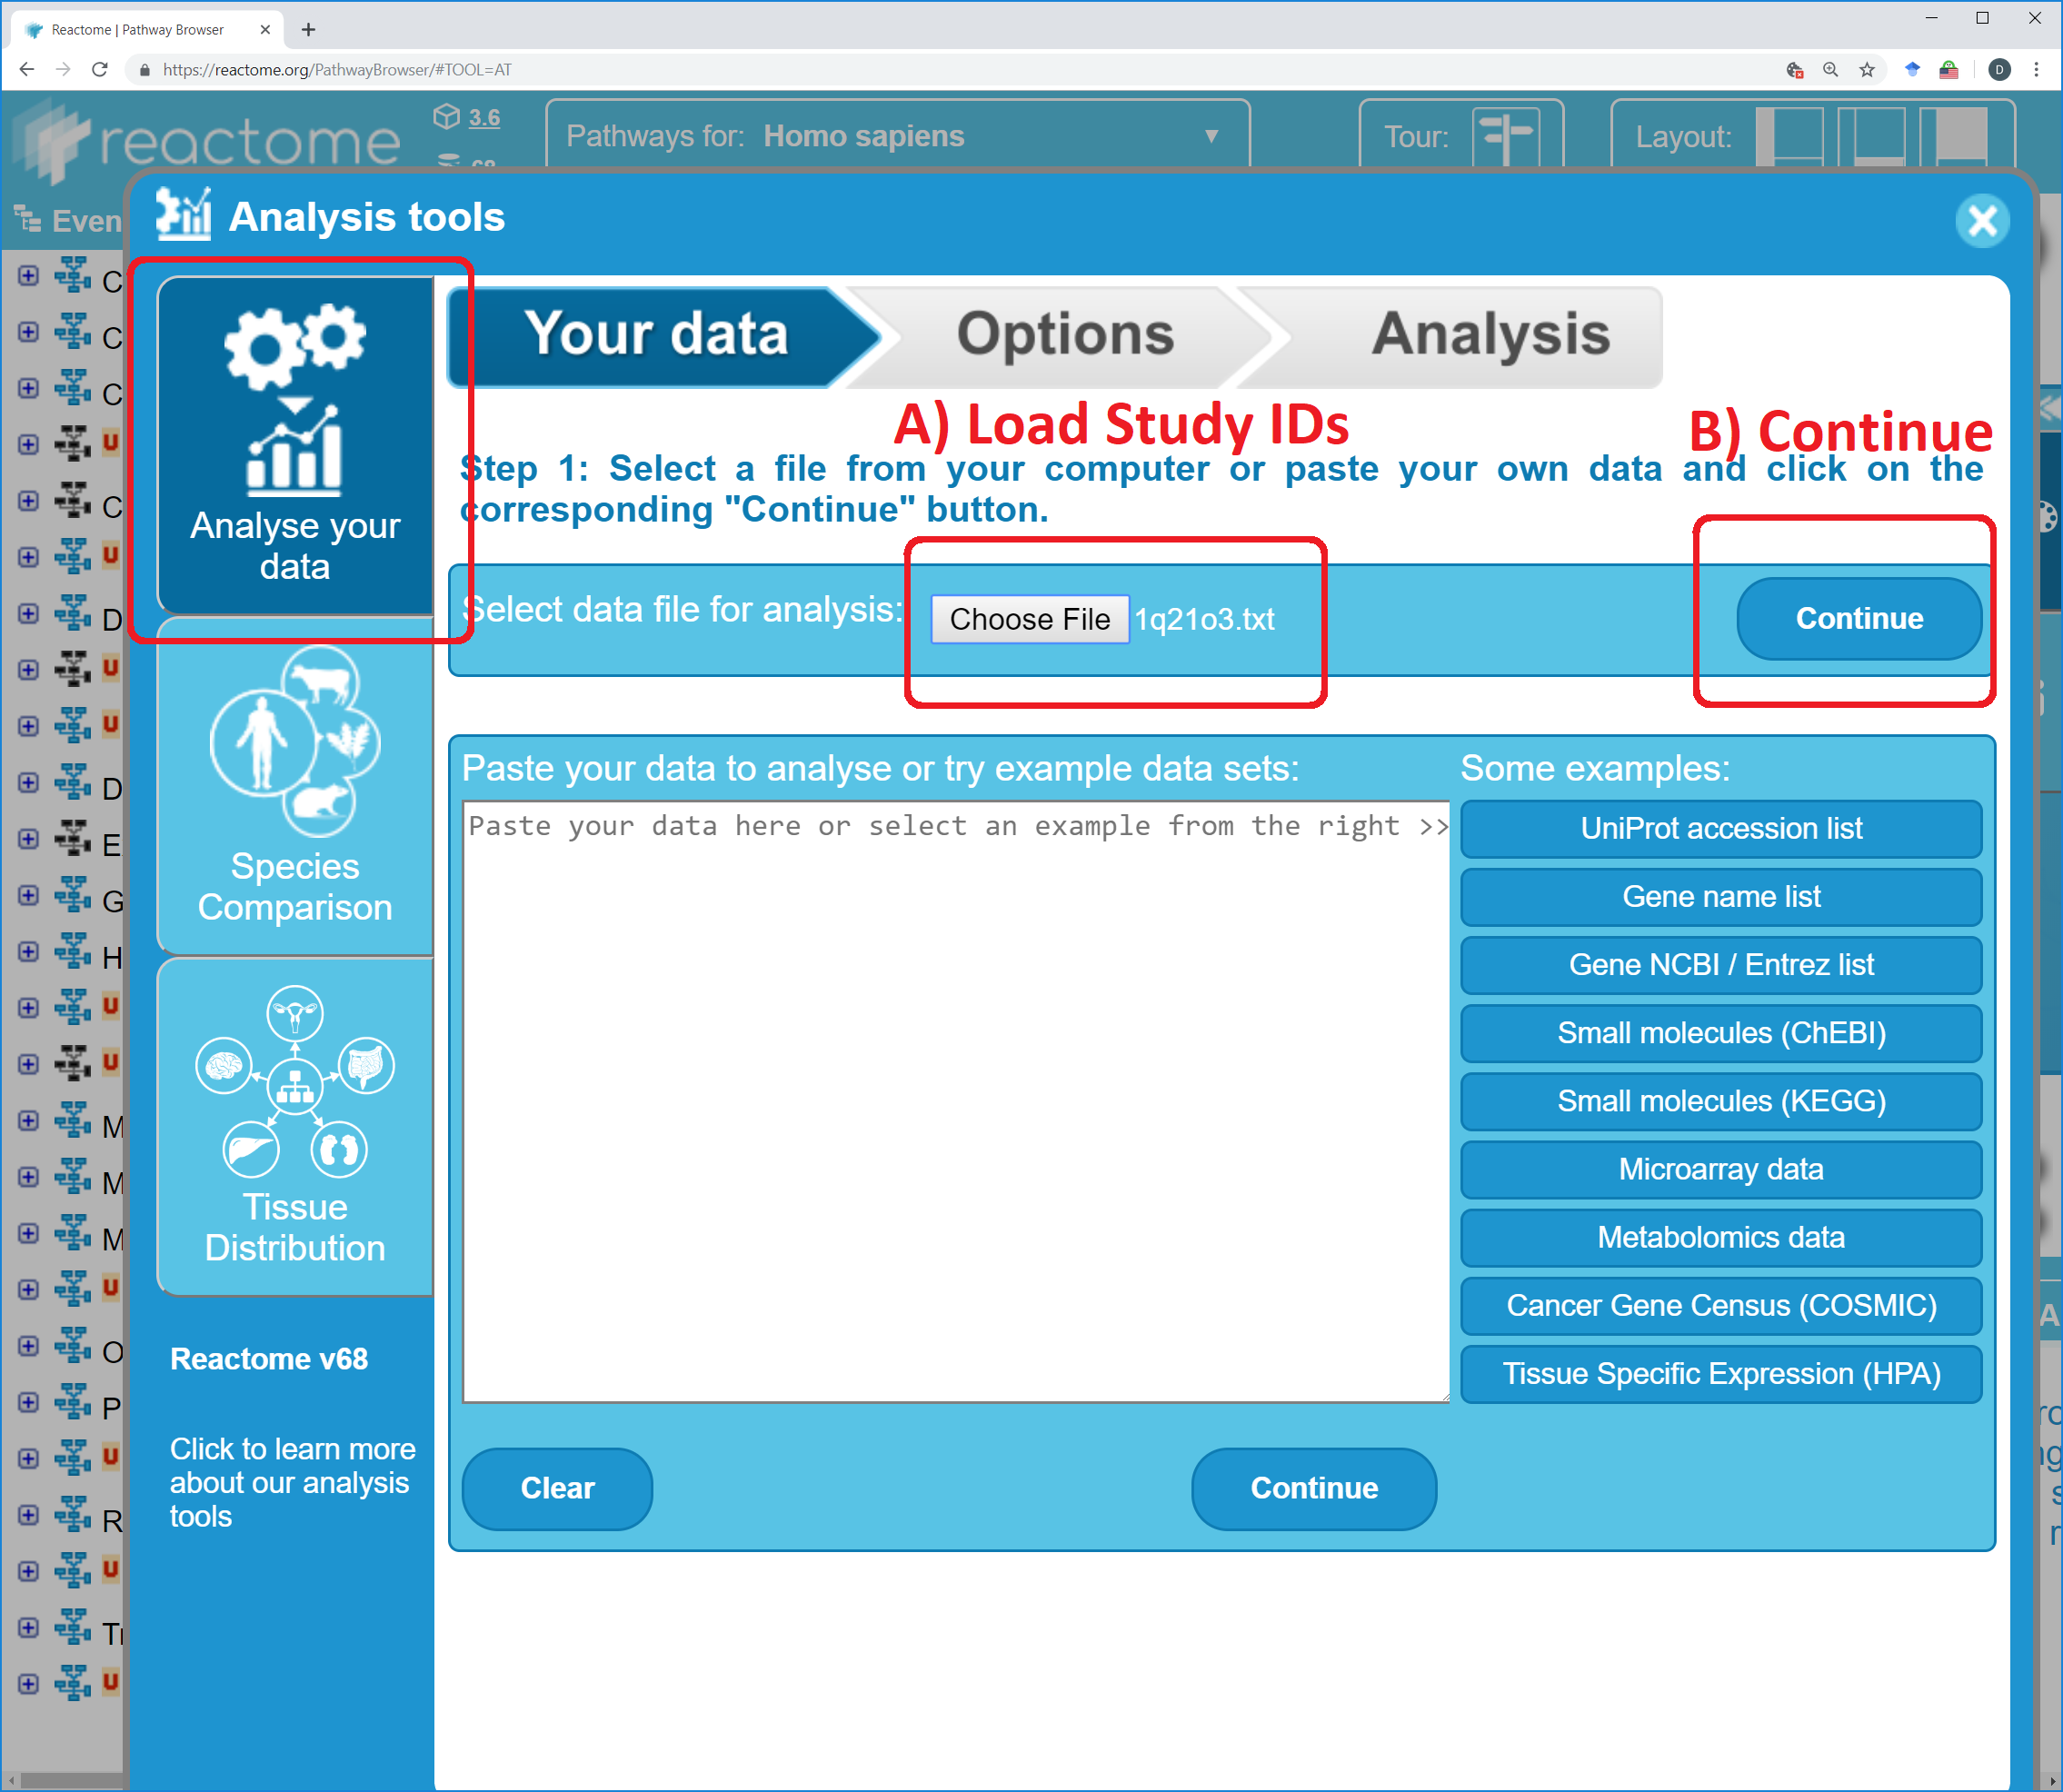 Reactome | Pathway Browser
https://reactome.org/PathwayBrowser/#TOOL=AT
D
reactome
3.6
68
Pathways for: Homo sapiens
Tour:
Layout:
Even
Analysis tools
C
C
C
U
C
U
D
U
U
D
E
G
H
U
U
M
M
M
U
O
P
U
R
U
Tr
U
Analyse your
data
Species
Comparison
Tissue
Distribution
Reactome v68
Click to learn more
about our analysis
tools
Your data
Options
Analysis
A) Load Study IDs
B) Continue
Step 1: Select a file from your computer or paste your own data and click on the
corresponding "Continue" button.
Select data file for analysis:
Choose File 1q21o3.txt
Continue
Paste your data to analyse or try example data sets:
Paste your data here or select an example from the right >>
Some examples:
UniProt accession list
Gene name list
Gene NCBI / Entrez list
Small molecules (ChEBI)
Small molecules (KEGG)
Microarray data
Metabolomics data
Cancer Gene Census (COSMIC)
Tissue Specific Expression (HPA)
Clear
Continue